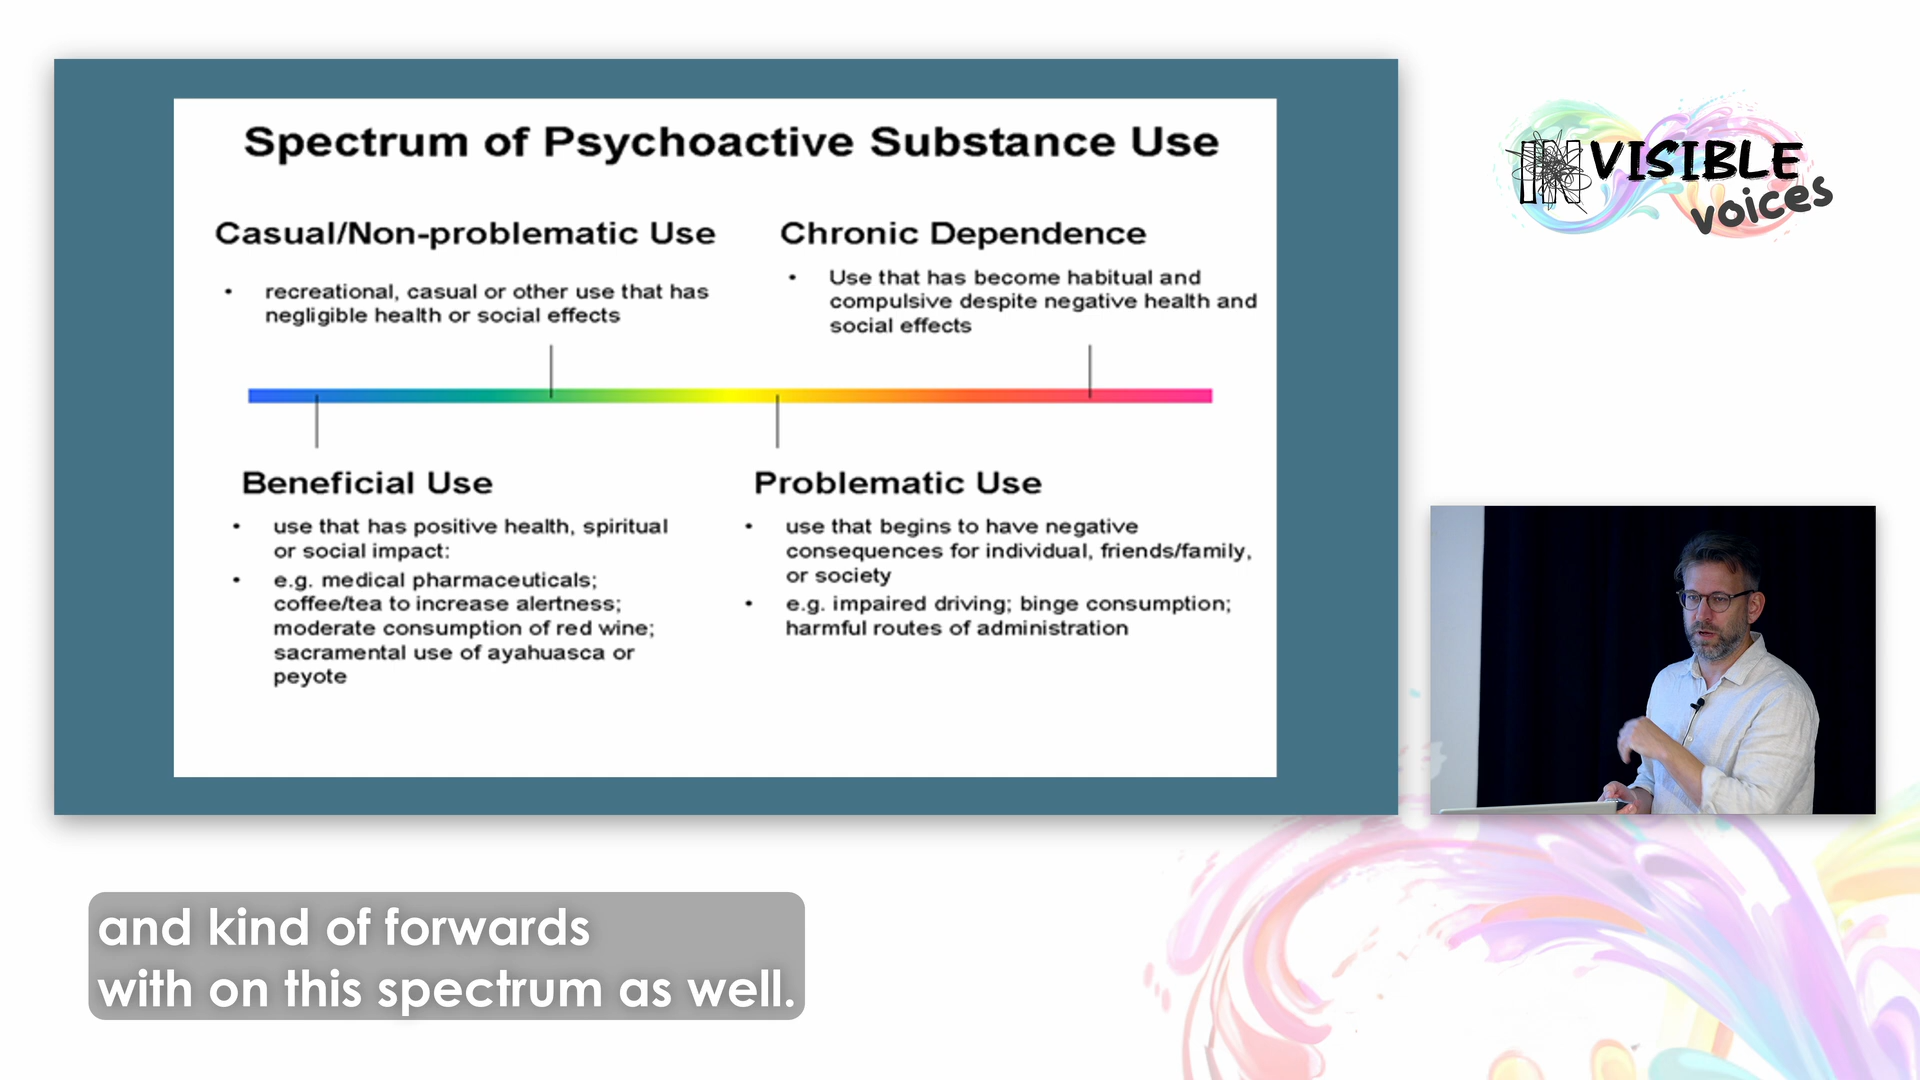 Spectrum of Psychoactive Substance Use
Casual/Non-problematic Use
• recreational, casual or other use that has
negligible health or social effects
Chronic Dependence
• Use that has become habitual and
compulsive despite negative health and
social effects
Beneficial Use
• use that has positive health, spiritual
or social impact:
• e.g. medical pharmaceuticals;
coffee/tea to increase alertness;
moderate consumption of red wine;
sacramental use of ayahuasca or
peyote
Problematic Use
• use that begins to have negative
consequences for individual, friends/family,
or society
• e.g. impaired driving; binge consumption;
harmful routes of administration
INVISIBLE
voices
and kind of forwards
with on this spectrum as well.